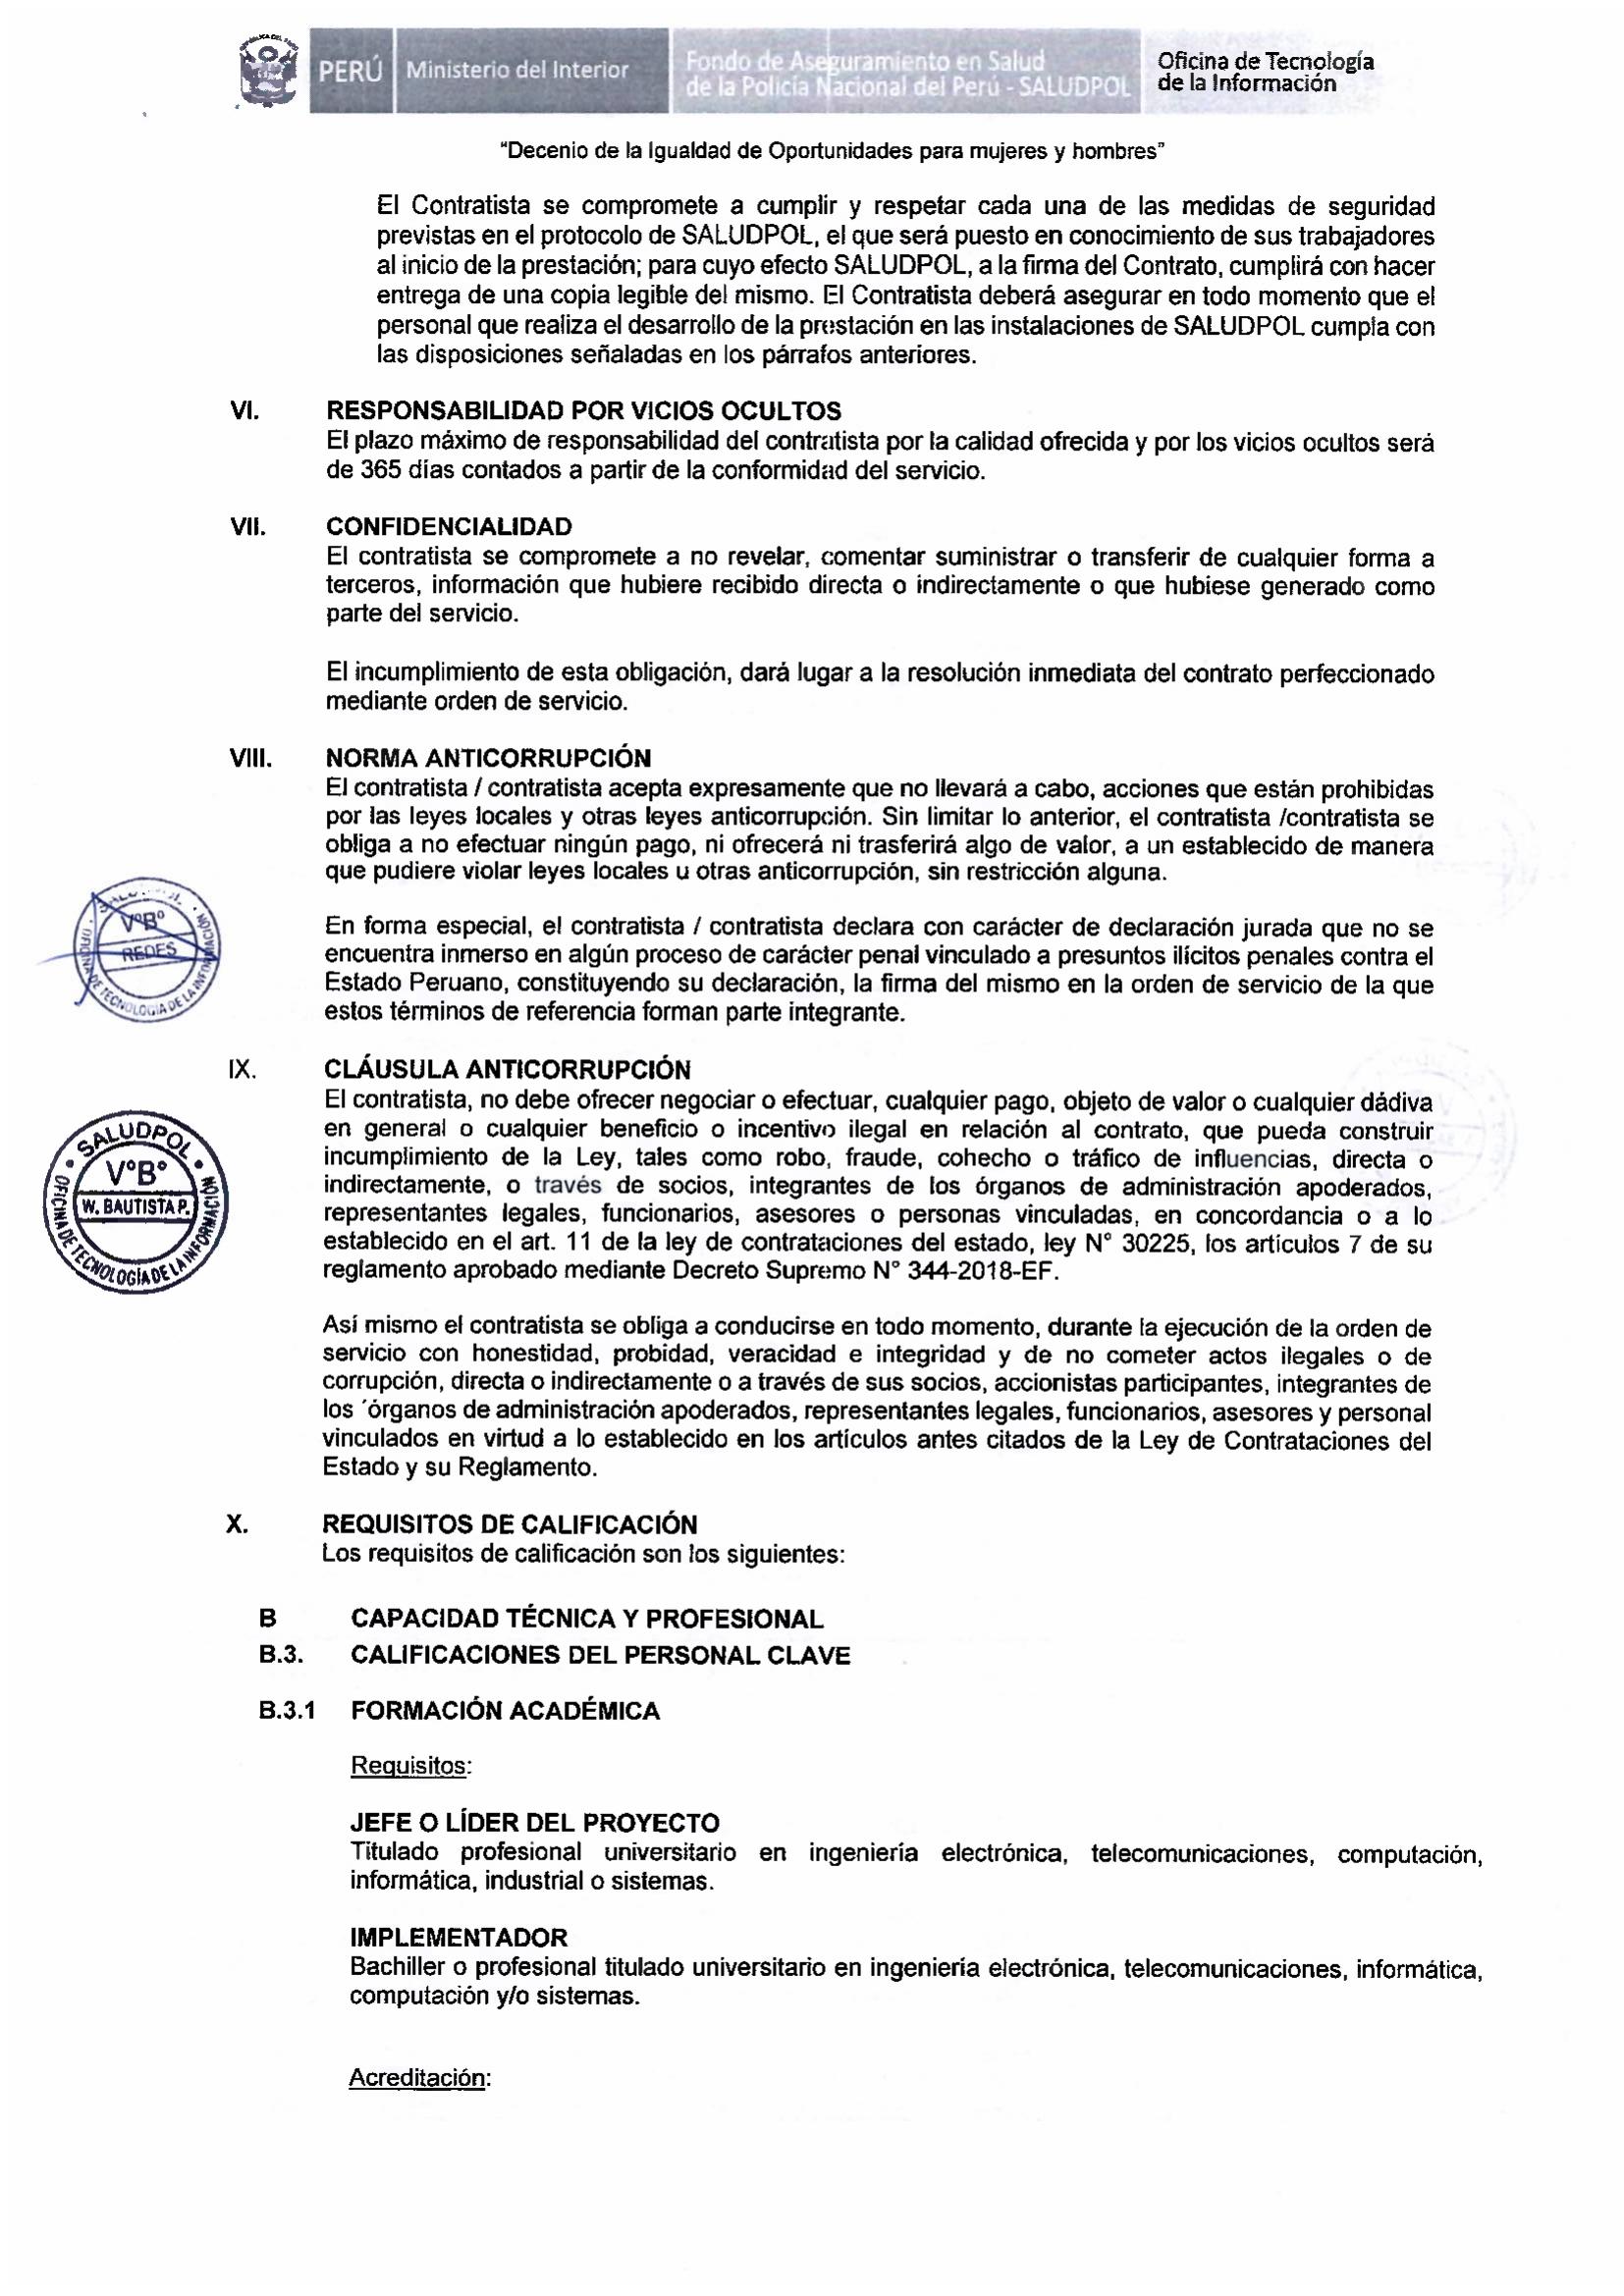 PERÚ
Ministerio del Interior
Fondo de Aseguramiento en Salud
de la Policía Nacional del Perú - SALUDPOL
Oficina de Tecnología
de la Información
"Decenio de la Igualdad de Oportunidades para mujeres y hombres"
El Contratista se compromete a cumplir y respetar cada una de las medidas de seguridad
previstas en el protocolo de SALUDPOL, el que será puesto en conocimiento de sus trabajadores
al inicio de la prestación; para cuyo efecto SALUDPOL, a la firma del Contrato, cumplirá con hacer
entrega de una copia legible del mismo. El Contratista deberá asegurar en todo momento que el
personal que realiza el desarrollo de la prestación en las instalaciones de SALUDPOL cumpla con
las disposiciones señaladas en los párrafos anteriores.
VI. RESPONSABILIDAD POR VICIOS OCULTOS
El plazo máximo de responsabilidad del contratista por la calidad ofrecida y por los vicios ocultos será
de 365 días contados a partir de la conformidad del servicio.
VII. CONFIDENCIALIDAD
El contratista se compromete a no revelar, comentar suministrar o transferir de cualquier forma a
terceros, información que hubiere recibido directa o indirectamente o que hubiese generado como
parte del servicio.
El incumplimiento de esta obligación, dará lugar a la resolución inmediata del contrato perfeccionado
mediante orden de servicio.
VIII. NORMA ANTICORRUPCIÓN
El contratista / contratista acepta expresamente que no llevará a cabo, acciones que están prohibidas
por las leyes locales y otras leyes anticorrupción. Sin limitar lo anterior, el contratista /contratista se
obliga a no efectuar ningún pago, ni ofrecerá ni trasferirá algo de valor, a un establecido de manera
que pudiere violar leyes locales u otras anticorrupción, sin restricción alguna.
En forma especial, el contratista / contratista declara con carácter de declaración jurada que no se
encuentra inmerso en algún proceso de carácter penal vinculado a presuntos ilícitos penales contra el
Estado Peruano, constituyendo su declaración, la firma del mismo en la orden de servicio de la que
estos términos de referencia forman parte integrante.
V°B°
REDES
OFICINA DE TECNOLOGÍA DE LA INFORMACIÓN
IX. CLÁUSULA ANTICORRUPCIÓN
El contratista, no debe ofrecer negociar o efectuar, cualquier pago, objeto de valor o cualquier dádiva
en general o cualquier beneficio o incentivo ilegal en relación al contrato, que pueda construir
incumplimiento de la Ley, tales como robo, fraude, cohecho o tráfico de influencias, directa o
indirectamente, o través de socios, integrantes de los órganos de administración apoderados,
representantes legales, funcionarios, asesores o personas vinculadas, en concordancia o a lo
establecido en el art. 11 de la ley de contrataciones del estado, ley N° 30225, los artículos 7 de su
reglamento aprobado mediante Decreto Supremo N° 344-2018-EF.
SALUDPOL
V°B°
W. BAUTISTA P.
OFICINA DE TECNOLOGÍA DE LA INFORMACIÓN
Así mismo el contratista se obliga a conducirse en todo momento, durante la ejecución de la orden de
servicio con honestidad, probidad, veracidad e integridad y de no cometer actos ilegales o de
corrupción, directa o indirectamente o a través de sus socios, accionistas participantes, integrantes de
los ´órganos de administración apoderados, representantes legales, funcionarios, asesores y personal
vinculados en virtud a lo establecido en los artículos antes citados de la Ley de Contrataciones del
Estado y su Reglamento.
X. REQUISITOS DE CALIFICACIÓN
Los requisitos de calificación son los siguientes:
B CAPACIDAD TÉCNICA Y PROFESIONAL
B.3. CALIFICACIONES DEL PERSONAL CLAVE
B.3.1 FORMACIÓN ACADÉMICA
Requisitos:
JEFE O LÍDER DEL PROYECTO
Titulado profesional universitario en ingeniería electrónica, telecomunicaciones, computación,
informática, industrial o sistemas.
IMPLEMENTADOR
Bachiller o profesional titulado universitario en ingeniería electrónica, telecomunicaciones, informática,
computación y/o sistemas.
Acreditación: